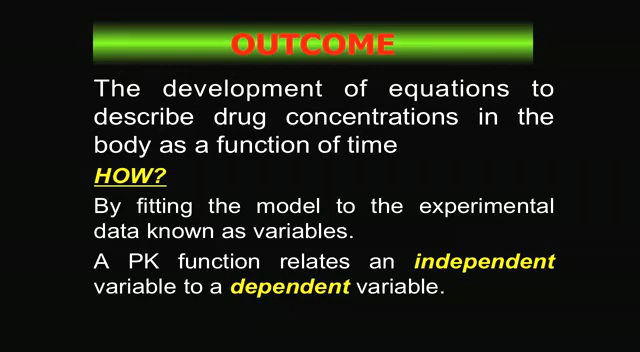 OUTCOME
The development of equations to
describe drug concentrations in the
body as a function of time
HOW?
By fitting the model to the experimental
data known as variables.
A PK function relates an independent
variable to a dependent variable.